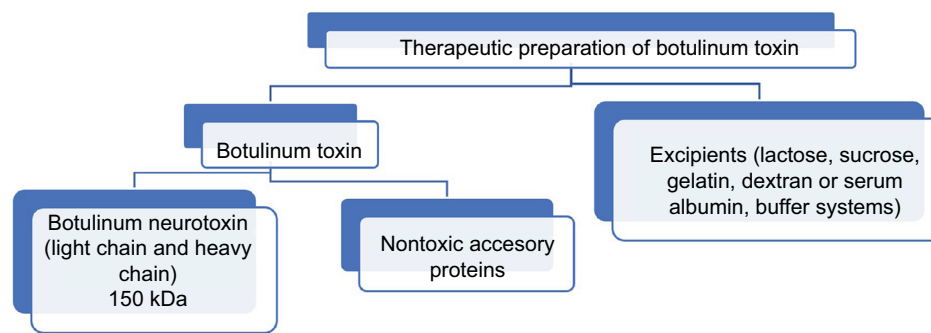 Therapeutic preparation of botulinum toxin
Botulinum toxin
Excipients (lactose, sucrose,
gelatin, dextran or serum
albumin, buffer systems)
Botulinum neurotoxin
(light chain and heavy
chain)
150 kDa
Nontoxic accesory
proteins